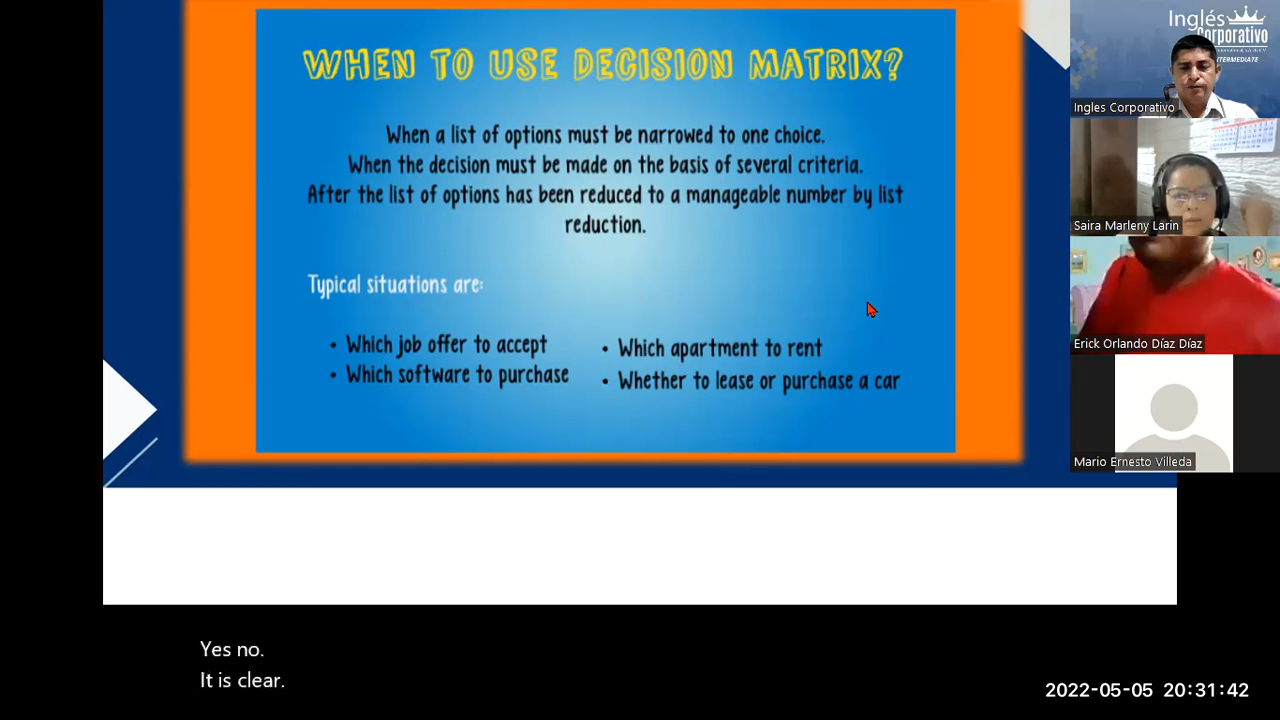 WHEN TO USE DECISION MATRIX?
When a list of options must be narrowed to one choice.
When the decision must be made on the basis of several criteria.
After the list of options has been reduced to a manageable number by list
reduction.
Typical situations are:
• Which job offer to accept
• Which software to purchase
• Which apartment to rent
• Whether to lease or purchase a car
Inglés
Corporativo
Ingles Corporativo
Saira Marleny Larin
Erick Orlando Díaz Díaz
Mario Ernesto Villeda
Yes no.
It is clear.
2022-05-05 20:31:42